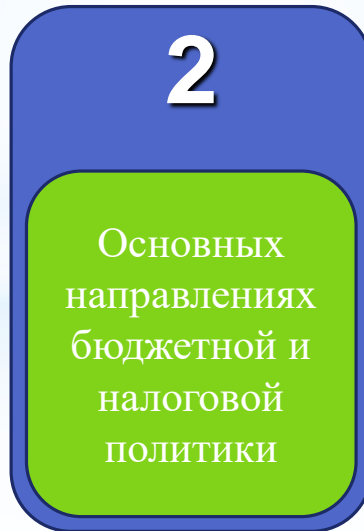 2
Основных
направлениях
бюджетной и
налоговой
политики